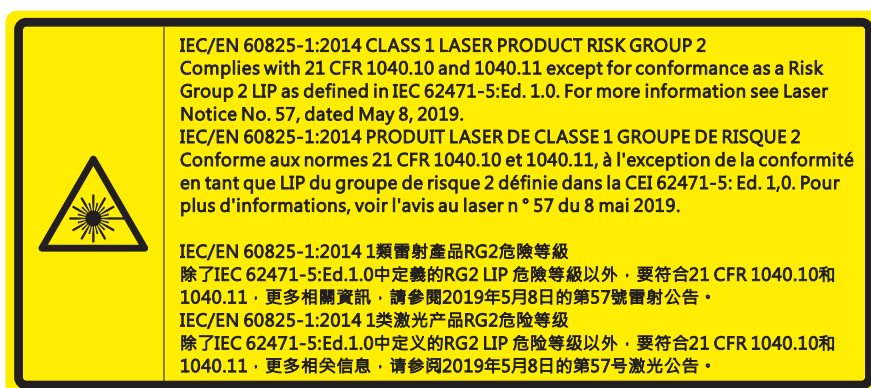 IEC/EN 60825-1:2014 CLASS 1 LASER PRODUCT RISK GROUP 2
Complies with 21 CFR 1040.10 and 1040.11 except for conformance as a Risk
Group 2 LIP as defined in IEC 62471-5:Ed. 1.0. For more information see Laser
Notice No. 57, dated May 8, 2019.
IEC/EN 60825-1:2014 PRODUIT LASER DE CLASSE 1 GROUPE DE RISQUE 2
Conforme aux normes 21 CFR 1040.10 et 1040.11, à l'exception de la conformité
en tant que LIP du groupe de risque 2 définie dans la CEI 62471-5: Ed. 1,0. Pour
plus d'informations, voir l'avis au laser n ° 57 du 8 mai 2019.
IEC/EN 60825-1:2014 1類雷射產品RG2危險等級
除了IEC 62471-5:Ed.1.0中定義的RG2 LIP 危險等級以外，要符合21 CFR 1040.10和
1040.11，更多相關資訊，請參閱2019年5月8日的第57號雷射公告。
IEC/EN 60825-1:2014 1类激光产品RG2危险等级
除了IEC 62471-5:Ed.1.0中定义的RG2 LIP 危险等级以外，要符合21 CFR 1040.10和
1040.11，更多相关信息，请参阅2019年5月8日的第57号激光公告。